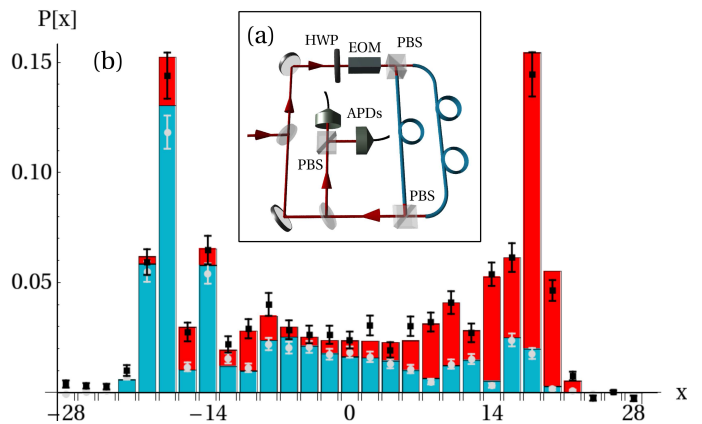 P[x]
(b)
(a)
HWP
EOM
PBS
APDs
PBS
PBS
0.15
0.10
0.05
-28
-14
0
14
28
x